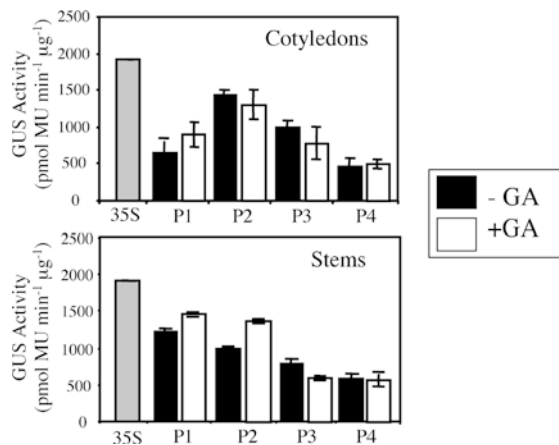 Cotyledons
GUS Activity
(pmol MU min⁻¹ µg⁻¹)
2500
2000
1500
1000
500
0
35S P1 P2 P3 P4
- GA
+GA
Stems
GUS Activity
(pmol MU min⁻¹ µg⁻¹)
2500
2000
1500
1000
500
0
35S P1 P2 P3 P4